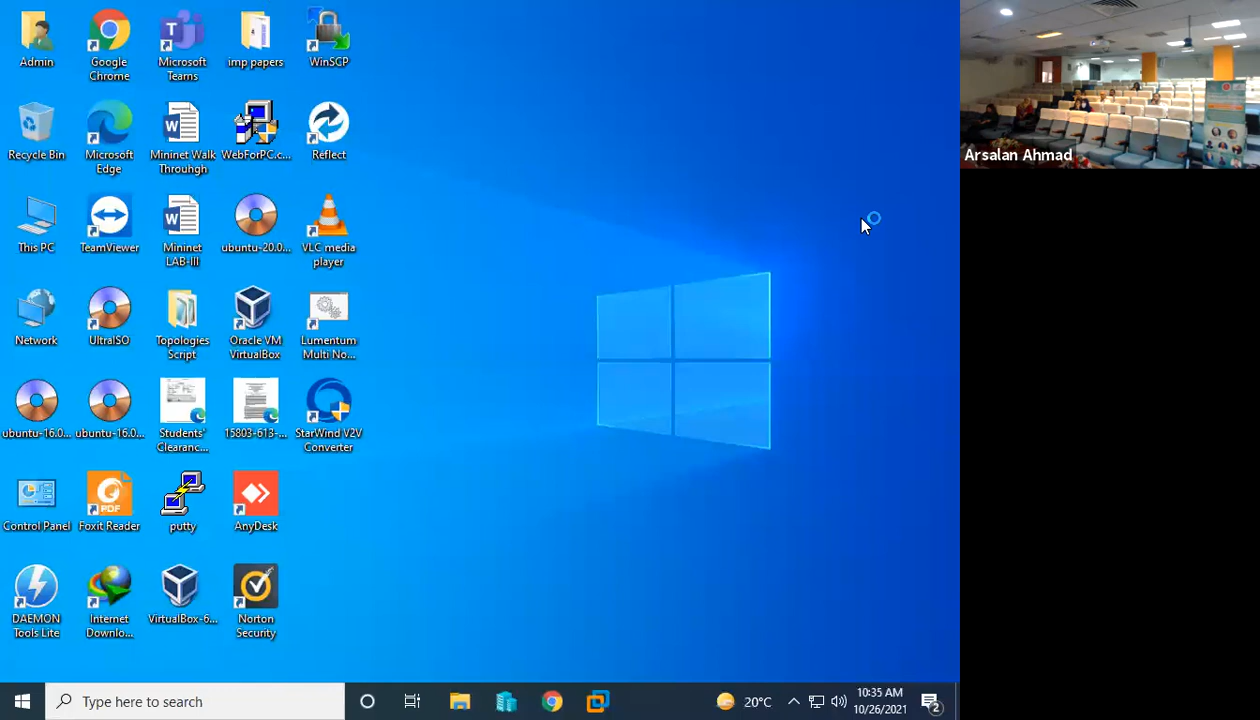 Admin
Google
Chrome
Microsoft
Teams
imp papers
WinSCP
Recycle Bin
Microsoft
Edge
Mininet Walk
Throuhgh
WebForPC.c...
Reflect
This PC
TeamViewer
Mininet
LAB-III
ubuntu-20.0...
VLC media
player
Network
UltraISO
Topologies
Script
Oracle VM
VirtualBox
Lumentum
Multi No...
ubuntu-16.0...
ubuntu-16.0...
Students'
Clearanc...
15803-613-...
StarWind V2V
Converter
Control Panel
Foxit Reader
putty
AnyDesk
DAEMON
Tools Lite
Internet
Downlo...
VirtualBox-6...
Norton
Security
Type here to search
20°C
10:35 AM
10/26/2021
2
Arsalan Ahmad